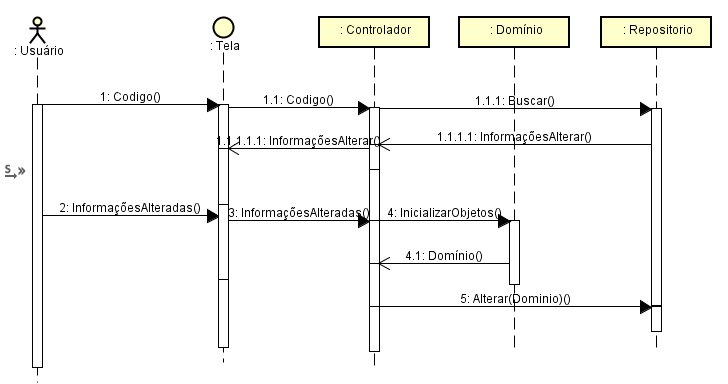 : Usuário
: Tela
: Controlador
: Domínio
: Repositorio
1: Codigo()
1.1: Codigo()
1.1.1: Buscar()
1.1.1.1.1: InformaçõesAlterar()
1.1.1.1: InformaçõesAlterar()
S
2: InformaçõesAlteradas()
3: InformaçõesAlteradas()
4: InicializarObjetos()
4.1: Domínio()
5: Alterar(Dominio)()